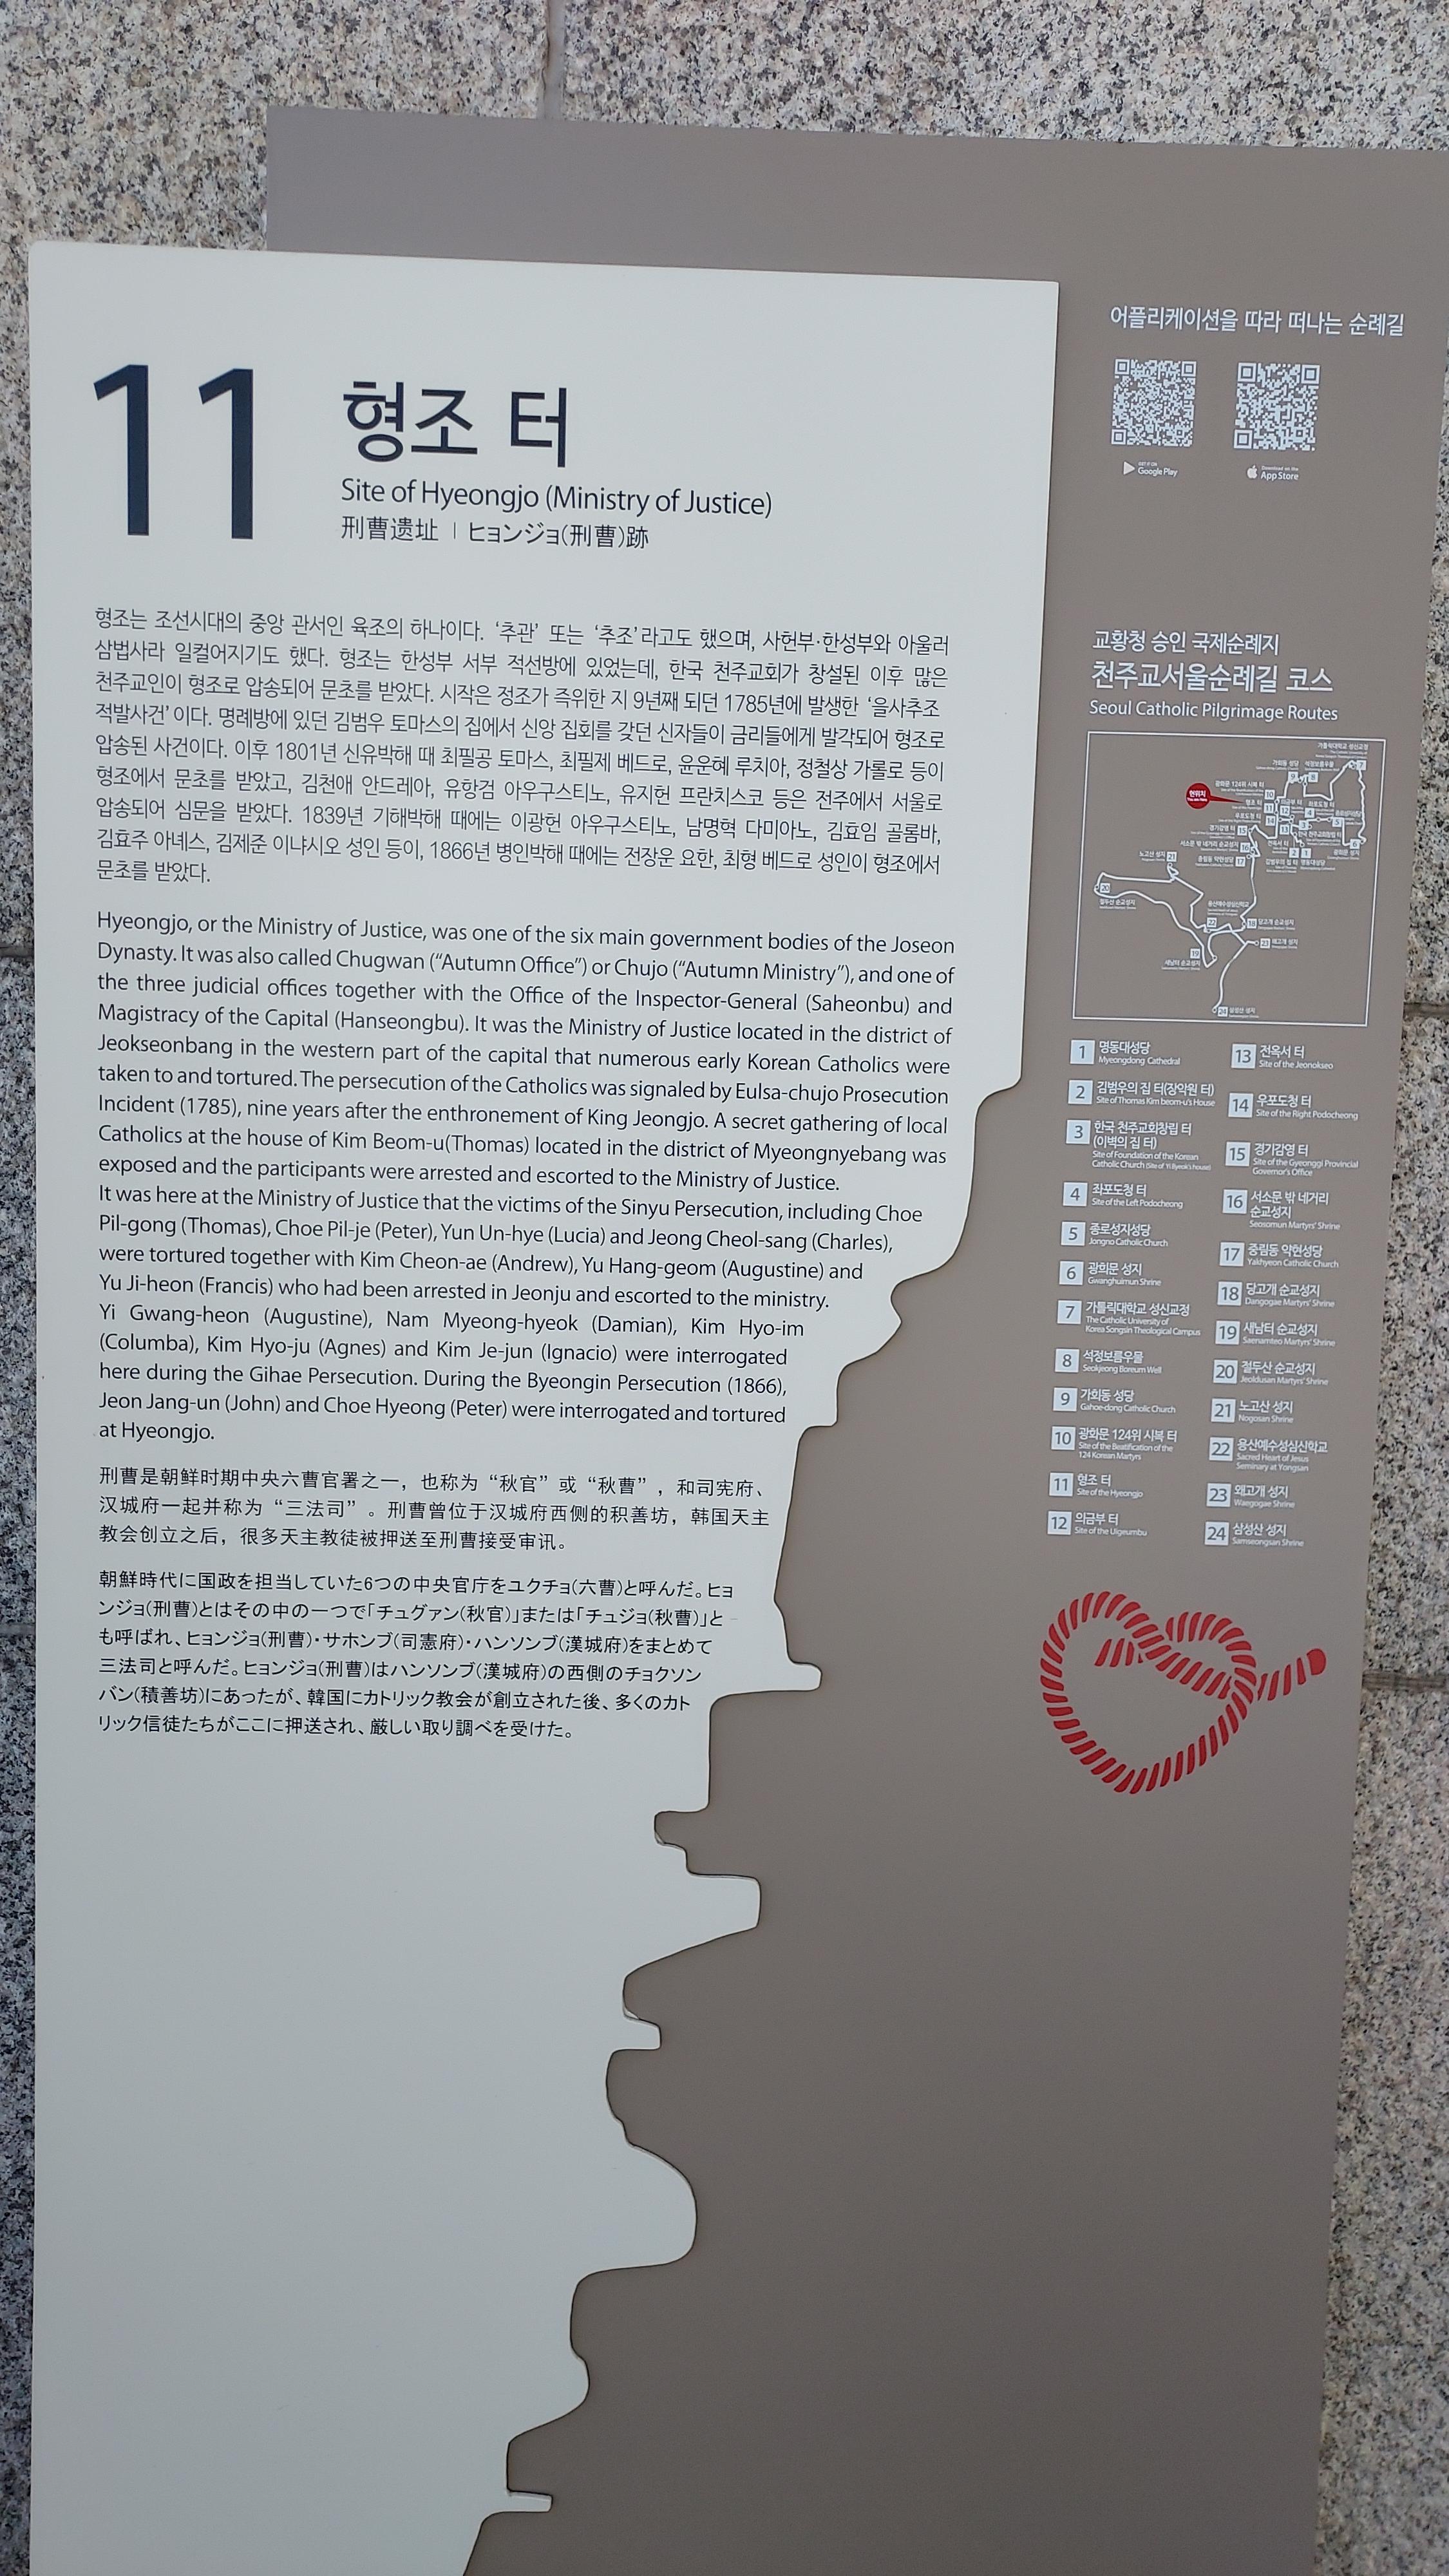 11
형조 터
Site of Hyeongjo (Ministry of Justice)
刑曹遗址 | ヒョンジョ(刑曹)跡
형조는 조선시대의 중앙 관서인 육조의 하나이다. ‘추관’ 또는 ‘추조’라고도 했으며, 사헌부·한성부와 아울러
삼법사라 일컬어지기도 했다. 형조는 한성부 서부 적선방에 있었는데, 한국 천주교회가 창설된 이후 많은
천주교인이 형조로 압송되어 문초를 받았다. 시작은 정조가 즉위한 지 9년째 되던 1785년에 발생한 ‘을사추조
적발사건’이다. 명례방에 있던 김범우 토마스의 집에서 신앙 집회를 갖던 신자들이 금리들에게 발각되어 형조로
압송된 사건이다. 이후 1801년 신유박해 때 최필공 토마스, 최필제 베드로, 윤운혜 루치아, 정철상 가롤로 등이
형조에서 문초를 받았고, 김천애 안드레아, 유항검 아우구스티노, 유지헌 프란치스코 등은 전주에서 서울로
압송되어 심문을 받았다. 1839년 기해박해 때에는 이광헌 아우구스티노, 남명혁 다미아노, 김효임 골롬바,
김효주 아녜스, 김제준 이냐시오 성인 등이, 1866년 병인박해 때에는 전장운 요한, 최형 베드로 성인이 형조에서
문초를 받았다.
Hyeongjo, or the Ministry of Justice, was one of the six main government bodies of the Joseon
Dynasty. It was also called Chugwan (“Autumn Office”) or Chujo (“Autumn Ministry”), and one of
the three judicial offices together with the Office of the Inspector-General (Saheonbu) and
Magistracy of the Capital (Hanseongbu). It was the Ministry of Justice located in the district of
Jeokseonbang in the western part of the capital that numerous early Korean Catholics were
taken to and tortured. The persecution of the Catholics was signaled by Eulsa-chujo Prosecution
Incident (1785), nine years after the enthronement of King Jeongjo. A secret gathering of local
Catholics at the house of Kim Beom-u(Thomas) located in the district of Myeongnyebang was
exposed and the participants were arrested and escorted to the Ministry of Justice.
It was here at the Ministry of Justice that the victims of the Sinyu Persecution, including Choe
Pil-gong (Thomas), Choe Pil-je (Peter), Yun Un-hye (Lucia) and Jeong Cheol-sang (Charles),
were tortured together with Kim Cheon-ae (Andrew), Yu Hang-geom (Augustine) and
Yu Ji-heon (Francis) who had been arrested in Jeonju and escorted to the ministry.
Yi Gwang-heon (Augustine), Nam Myeong-hyeok (Damian), Kim Hyo-im
(Columba), Kim Hyo-ju (Agnes) and Kim Je-jun (Ignacio) were interrogated
here during the Gihae Persecution. During the Byeongin Persecution (1866),
Jeon Jang-un (John) and Choe Hyeong (Peter) were interrogated and tortured
at Hyeongjo.
刑曹是朝鲜时期中央六曹官署之一，也称为“秋官”或“秋曹”，和司宪府、
汉城府一起并称为“三法司”。刑曹曾位于汉城府西侧的积善坊，韩国天主
教会创立之后，很多天主教徒被押送至刑曹接受审讯。
朝鮮時代に国政を担当していた6つの中央官庁をユクチョ(六曹)と呼んだ。ヒョ
ンジョ(刑曹)とはその中の一つで「チュグァン(秋官)」または「チュジョ(秋曹)」と
も呼ばれ、ヒョンジョ(刑曹)・サホンブ(司憲府)・ハンソンブ(漢城府)をまとめて
三法司と呼んだ。ヒョンジョ(刑曹)はハンソンブ(漢城府)の西側のチョクソン
バン(積善坊)にあったが、韓国にカトリック教会が創立された後、多くのカト
リック信徒たちがここに押送され、厳しい取り調べを受けた。
어플리케이션을 따라 떠나는 순례길
GET IT ON
Google Play
Download on the
App Store
교황청 승인 국제순례지
천주교서울순례길 코스
Seoul Catholic Pilgrimage Routes
현위치
1 명동대성당
Myeongdong Cathedral
2 김범우의 집 터(장악원 터)
Site of Thomas Kim beom-u's House
3 한국 천주교회창립 터
(이벽의 집 터)
Site of Foundation of the Korean
Catholic Church (Site of Yi Byeok's house)
4 좌포도청 터
Site of the Left Podocheong
5 종로성지성당
Jongno Catholic Church
6 광희문 성지
Gwanghuimun Shrine
7 가톨릭대학교 성신교정
The Catholic University of
Korea Songsin Theological Campus
8 석정보름우물
Seokjeong Boreum Well
9 가회동 성당
Gahoe-dong Catholic Church
10 광화문 124위 시복 터
Site of the Beatification of the
124 Korean Martyrs
11 형조 터
Site of the Hyeongjo
12 의금부 터
Site of the Uigeumbu
13 전옥서 터
Site of the Jeonokseo
14 우포도청 터
Site of the Right Podocheong
15 경기감영 터
Site of the Gyeonggi Provincial
Governor's Office
16 서소문 밖 네거리
순교성지
Seosomun Martyrs' Shrine
17 중림동 약현성당
Yakhyeon Catholic Church
18 당고개 순교성지
Dangogae Martyrs' Shrine
19 새남터 순교성지
Saenamteo Martyrs' Shrine
20 절두산 순교성지
Jeoldusan Martyrs' Shrine
21 노고산 성지
Nogosan Shrine
22 용산예수성심신학교
Sacred Heart of Jesus
Seminary at Yongsan
23 왜고개 성지
Waegogae Shrine
24 삼성산 성지
Samseongsan Shrine